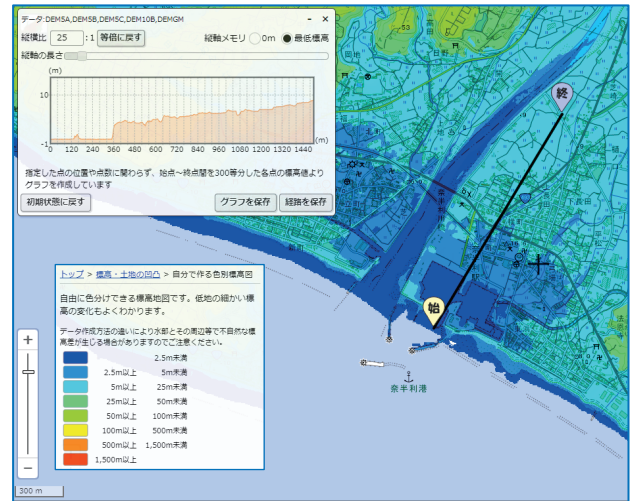 データ:DEM5A,DEM5B,DEM5C,DEM10B,DEMGM
- ×
縦横比 25 :1 等倍に戻す 縦軸メモリ 0m 最低標高
縦軸の長さ
(m)
10
-1
0 120 240 360 480 600 720 840 960 1080 1200 1320 1440 (m)
指定した点の位置や点数に関わらず、始点~終点間を300等分した各点の標高値より
グラフを作成しています
初期状態に戻す グラフを保存 経路を保存
終
始
奈半利港
トップ > 標高・土地の凹凸 > 自分で作る色別標高図
自由に色分けできる標高地図です。低地の細かい標
高の変化もよくわかります。
データ作成方法の違いにより水部とその周辺等で不自然な標
高差が生じる場合がありますのでご注意ください。
2.5m未満
2.5m以上 5m未満
5m以上 25m未満
25m以上 50m未満
50m以上 100m未満
100m以上 500m未満
500m以上 1,500m未満
1,500m以上
+
-
300 m